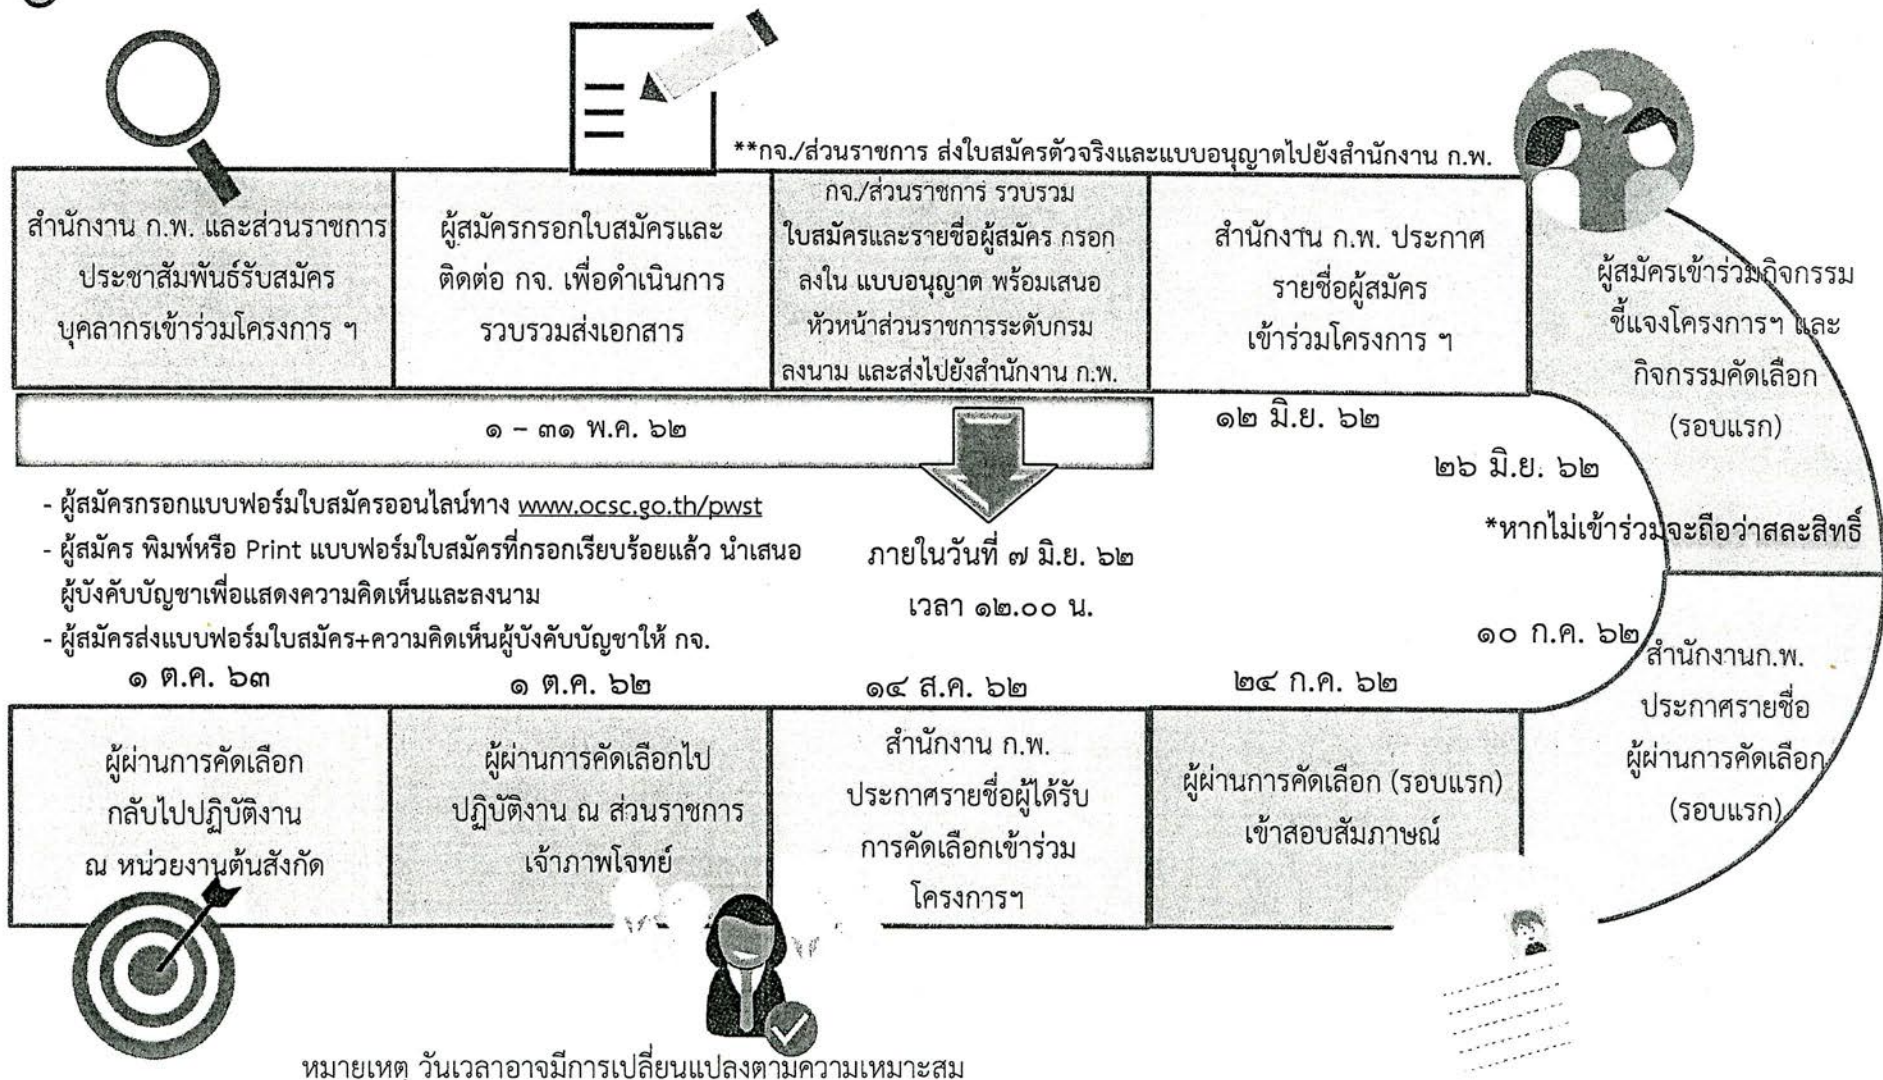 **กจ./ส่วนราชการ ส่งใบสมัครตัวจริงและแบบอนุญาตไปยังสำนักงาน ก.พ.
สำนักงาน ก.พ. และส่วนราชการ
ประชาสัมพันธ์รับสมัคร
บุคลากรเข้าร่วมโครงการ ฯ
ผู้สมัครกรอกใบสมัครและ
ติดต่อ กจ. เพื่อดำเนินการ
รวบรวมส่งเอกสาร
กจ./ส่วนราชการ รวบรวม
ใบสมัครและรายชื่อผู้สมัคร กรอก
ลงใน แบบอนุญาต พร้อมเสนอ
หัวหน้าส่วนราชการระดับกรม
ลงนาม และส่งไปยังสำนักงาน ก.พ.
สำนักงาน ก.พ. ประกาศ
รายชื่อผู้สมัคร
เข้าร่วมโครงการ ฯ
ผู้สมัครเข้าร่วมกิจกรรม
ชี้แจงโครงการฯ และ
กิจกรรมคัดเลือก
(รอบแรก)
๑ – ๓๑ พ.ค. ๖๒
๑๒ มิ.ย. ๖๒
๒๖ มิ.ย. ๖๒
*หากไม่เข้าร่วมจะถือว่าสละสิทธิ์
- ผู้สมัครกรอกแบบฟอร์มใบสมัครออนไลน์ทาง www.ocsc.go.th/pwst
- ผู้สมัคร พิมพ์หรือ Print แบบฟอร์มใบสมัครที่กรอกเรียบร้อยแล้ว นำเสนอ
ผู้บังคับบัญชาเพื่อแสดงความคิดเห็นและลงนาม
- ผู้สมัครส่งแบบฟอร์มใบสมัคร+ความคิดเห็นผู้บังคับบัญชาให้ กจ.
ภายในวันที่ ๗ มิ.ย. ๖๒
เวลา ๑๒.๐๐ น.
๑๐ ก.ค. ๖๒
สำนักงานก.พ.
ประกาศรายชื่อ
ผู้ผ่านการคัดเลือก
(รอบแรก)
๑ ต.ค. ๖๓
๑ ต.ค. ๖๒
๑๔ ส.ค. ๖๒
๒๔ ก.ค. ๖๒
ผู้ผ่านการคัดเลือก
กลับไปปฏิบัติงาน
ณ หน่วยงานต้นสังกัด
ผู้ผ่านการคัดเลือกไป
ปฏิบัติงาน ณ ส่วนราชการ
เจ้าภาพโจทย์
สำนักงาน ก.พ.
ประกาศรายชื่อผู้ได้รับ
การคัดเลือกเข้าร่วม
โครงการฯ
ผู้ผ่านการคัดเลือก (รอบแรก)
เข้าสอบสัมภาษณ์
หมายเหตุ วันเวลาอาจมีการเปลี่ยนแปลงตามความเหมาะสม